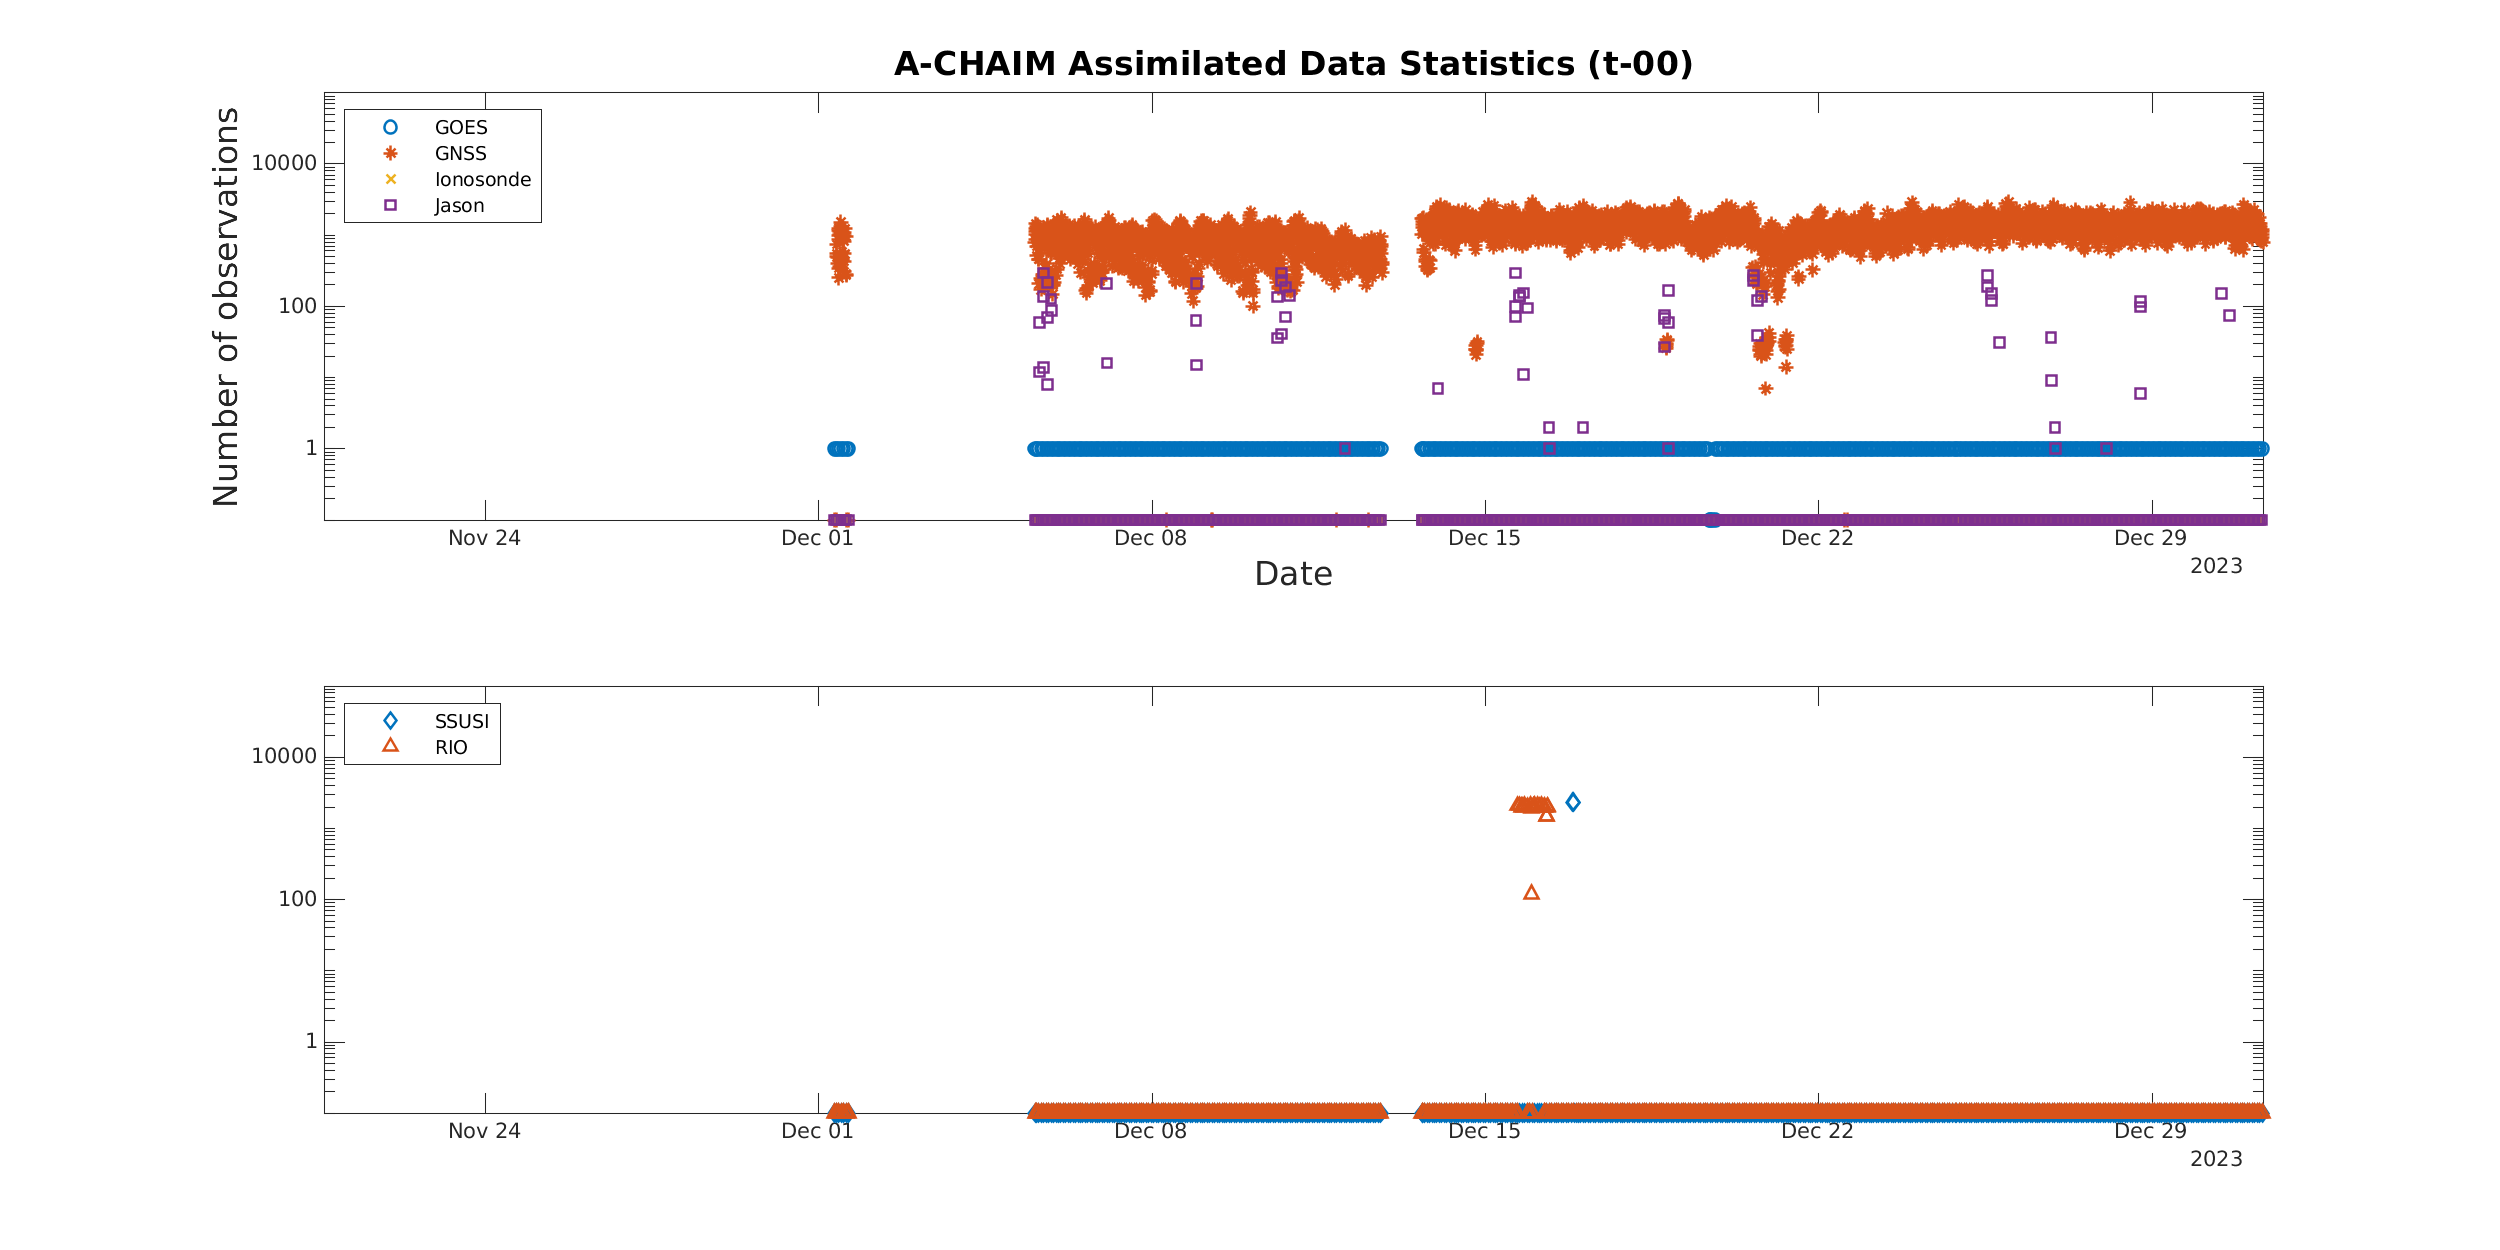 A-CHAIM Assimilated Data Statistics (t-00)
Number of observations
10000
100
1
GOES
GNSS
Ionosonde
Jason
Nov 24 Dec 01 Dec 08 Dec 15 Dec 22 Dec 29
2023
Date
10000
100
1
SSUSI
RIO
Nov 24 Dec 01 Dec 08 Dec 15 Dec 22 Dec 29
2023